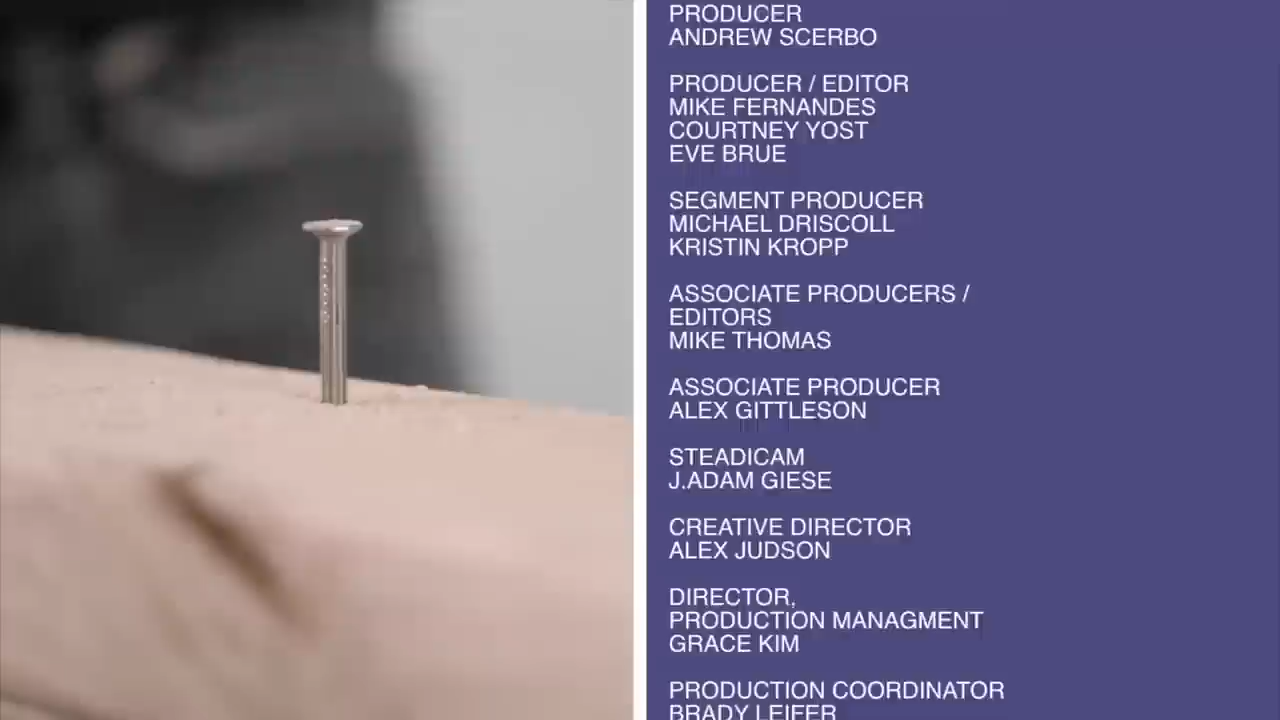 PRODUCER
ANDREW SCERBO
PRODUCER / EDITOR
MIKE FERNANDES
COURTNEY YOST
EVE BRUE
SEGMENT PRODUCER
MICHAEL DRISCOLL
KRISTIN KROPP
ASSOCIATE PRODUCERS /
EDITORS
MIKE THOMAS
ASSOCIATE PRODUCER
ALEX GITTLESON
STEADICAM
J.ADAM GIESE
CREATIVE DIRECTOR
ALEX JUDSON
DIRECTOR,
PRODUCTION MANAGMENT
GRACE KIM
PRODUCTION COORDINATOR
BRADY LEIFER